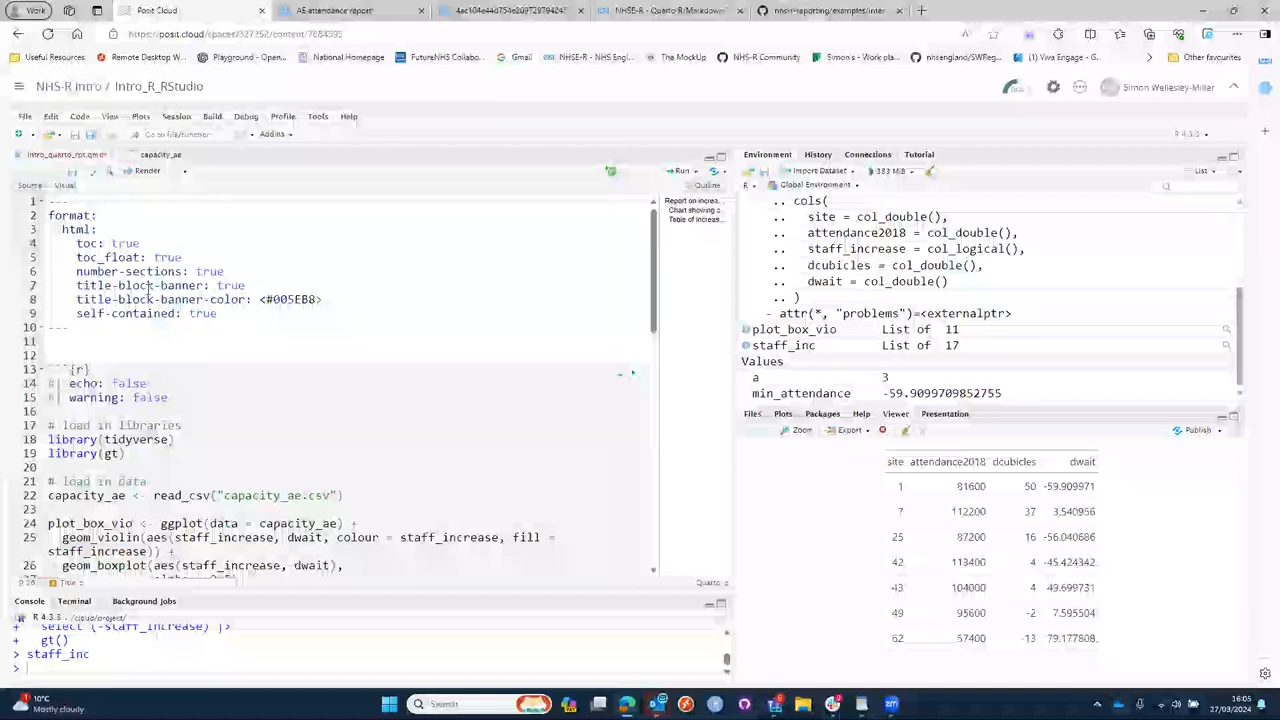 Work
Posit Cloud
AE attendance report
NHSE-R - Quarto/RMarkdown
nhsr-reporting/examples/inter
https://posit.cloud/spaces/327252/content/7884595
Useful Resources
Remote Desktop W...
Playground - Open...
National Homepage
FutureNHS Collabo...
Gmail
NHSE-R - NHS Engl...
The MockUp
NHS-R Community
Simon.s - Wk pla...
nhsengland/SWReg...
(1) Viva Engage - G...
NHS-R Intro / Intro_R_RStudio
Simon Wellesley-Miller
File Edit Code View Plots Session Build Debug Profile Tools Help
Go to file/function
Addins
R 4.3.3
intro_quarto_rpt.qmd
capacity_ae
Render
Run
Source Visual
Outline
1 ---
2 format:
3   html:
4     toc: true
5     toc_float: true
6     number-sections: true
7     title-block-banner: true
8     title-block-banner-color: <#005EB8>
9     self-contained: true
10 ---
11
12
13 ```{r}
14 #| echo: false
15 #| warning: false
16
17 # load in libraries
18 library(tidyverse)
19 library(gt)
20
21 # load in data
22 capacity_ae <- read_csv("capacity_ae.csv")
23
24 plot_box_vio <- ggplot(data = capacity_ae) +
25   geom_violin(aes(staff_increase, dwait, colour = staff_increase, fill =
staff_increase)) +
26   geom_boxplot(aes(staff_increase, dwait),
Report on increa...
Chart showing
Table of increas...
Title
Quarto
Console Terminal Background Jobs
R 4.3.3 . /cloud/project/
+   select (-staff_increase) |>
+   gt()
> staff_inc
>
Environment History Connections Tutorial
Import Dataset
383 MiB
List
R
Global Environment
.. cols(
..   site = col_double(),
..   attendance2018 = col_double(),
..   staff_increase = col_logical(),
..   dcubicles = col_double(),
..   dwait = col_double()
.. )
- attr(*, "problems")=<externalptr>
plot_box_vio List of 11
staff_inc List of 17
Values
a 3
min_attendance -59.9099709852755
Files Plots Packages Help Viewer Presentation
Zoom Export
Publish
site attendance2018 dcubicles dwait
1 81600 50 -59.909971
7 112200 37 3.540956
25 87200 16 -56.040686
42 113400 4 -45.424342
43 104000 4 -49.699731
49 95600 -2 7.595504
62 57400 -13 79.177808
10°C
Mostly cloudy
Search
16:05
27/03/2024